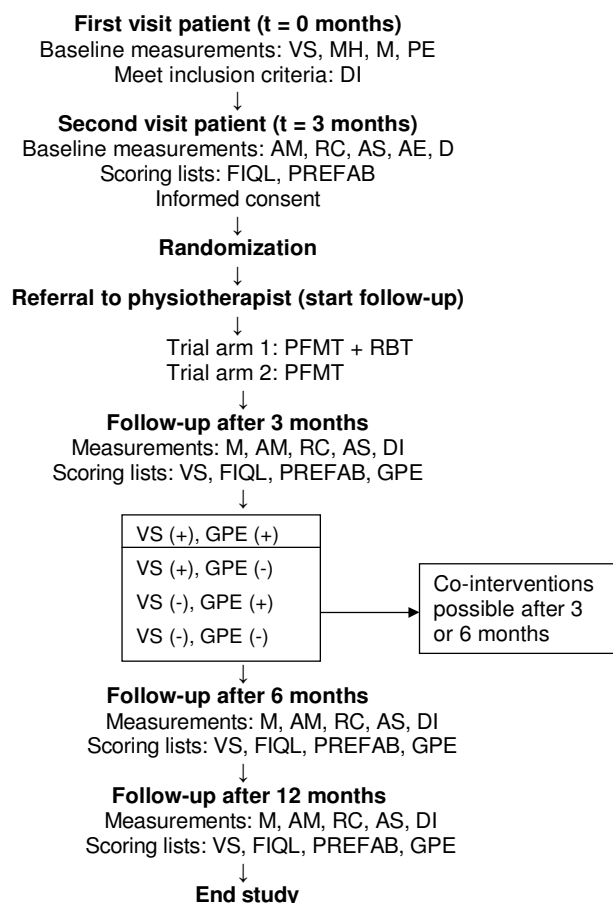 First visit patient (t = 0 months)
Baseline measurements: VS, MH, M, PE
Meet inclusion criteria: DI
↓
Second visit patient (t = 3 months)
Baseline measurements: AM, RC, AS, AE, D
Scoring lists: FIQL, PREFAB
Informed consent
↓
Randomization
↓
Referral to physiotherapist (start follow-up)
↓
Trial arm 1: PFMT + RBT
Trial arm 2: PFMT
↓
Follow-up after 3 months
Measurements: M, AM, RC, AS, DI
Scoring lists: VS, FIQL, PREFAB, GPE
↓
VS (+), GPE (+)
VS (+), GPE (-)
VS (-), GPE (+)
VS (-), GPE (-)
Co-interventions
possible after 3
or 6 months
↓
Follow-up after 6 months
Measurements: M, AM, RC, AS, DI
Scoring lists: VS, FIQL, PREFAB, GPE
↓
Follow-up after 12 months
Measurements: M, AM, RC, AS, DI
Scoring lists: VS, FIQL, PREFAB, GPE
↓
End study